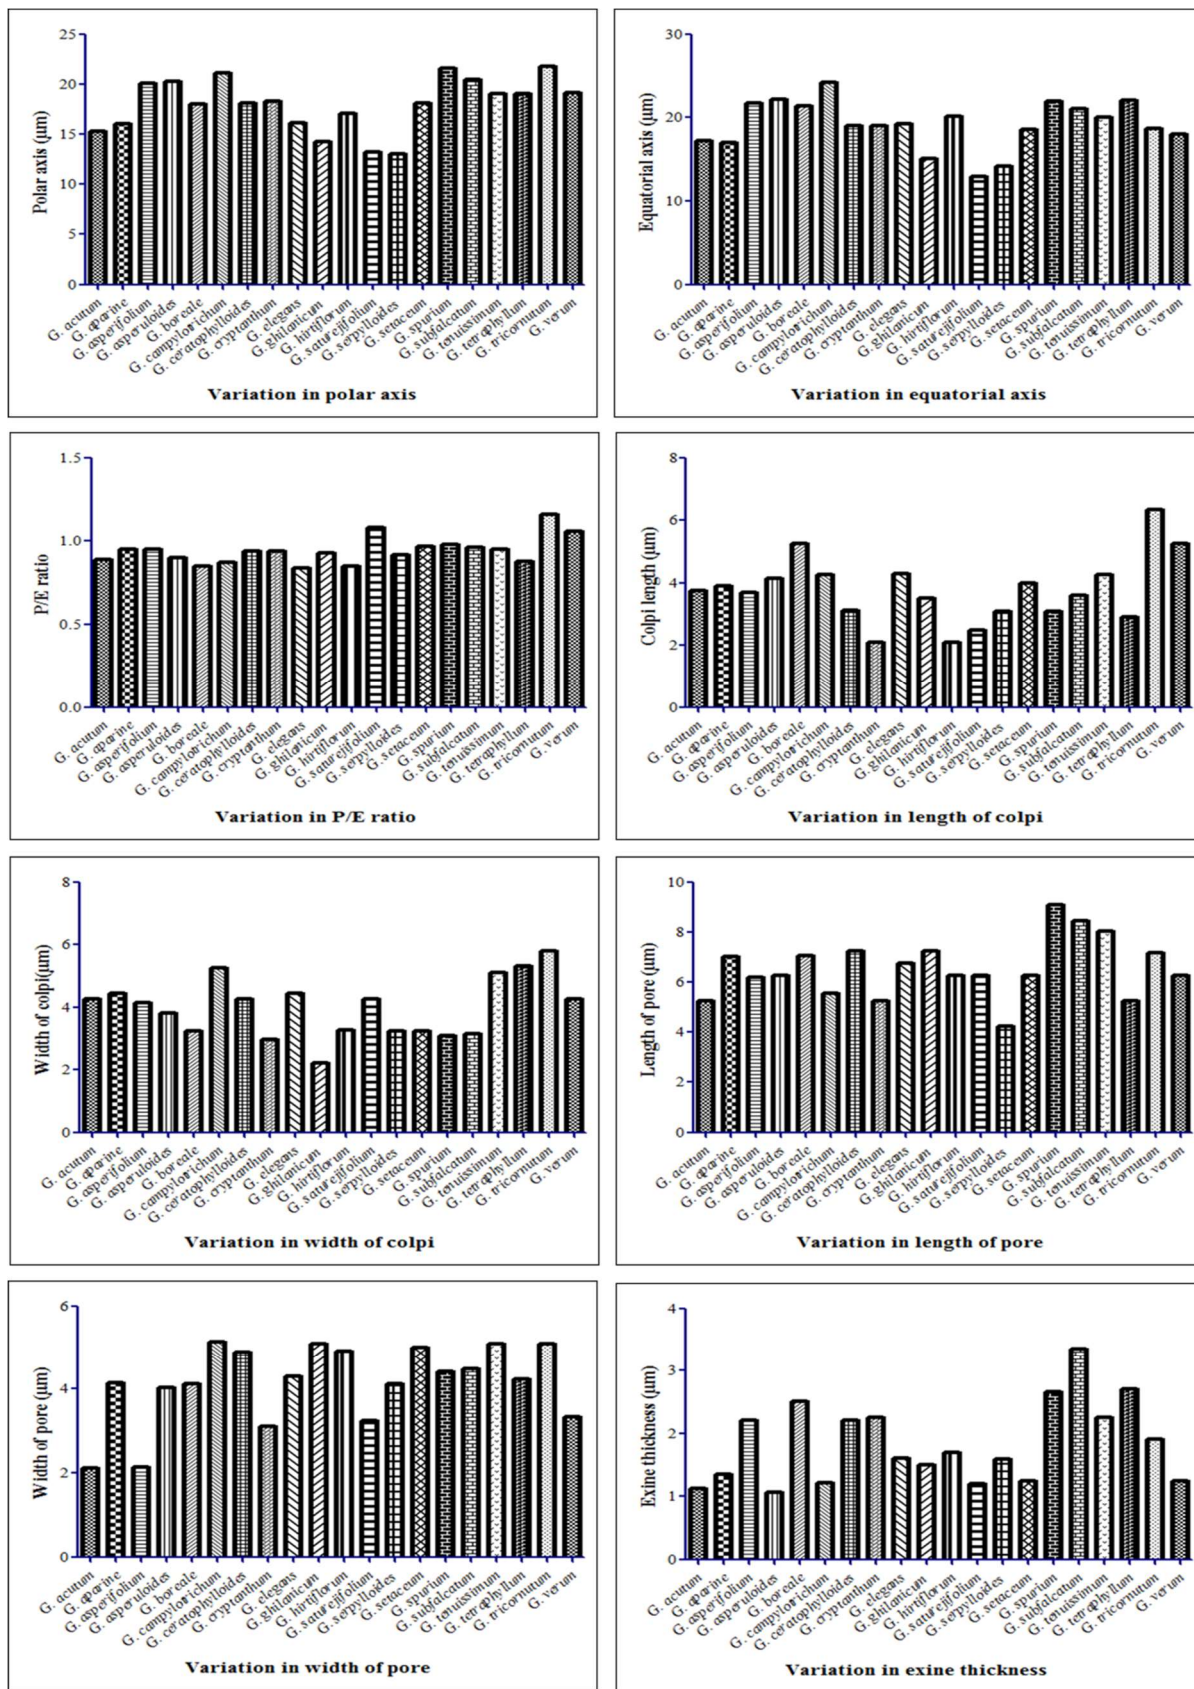 Polar axis (µm)
25
20
15
10
5
0
G. acutum
G. aparine
G. asperifolium
G. asperuloides
G. boreale
G. campylotrichum
G. ceratophylloides
G. cryptanthum
G. elegans
G. ghilanicum
G. hirtiflorum
G. saturejifolium
G. serpylloides
G. setaceum
G. spurium
G. subfalcatum
G. tenuissimum
G. tetraphyllum
G. tricornutum
G. verum
Variation in polar axis
Equatorial axis (µm)
30
20
10
0
G. acutum
G. aparine
G. asperifolium
G. asperuloides
G. boreale
G. campylotrichum
G. ceratophylloides
G. cryptanthum
G. elegans
G. ghilanicum
G. hirtiflorum
G. saturejifolium
G. serpylloides
G. setaceum
G. spurium
G. subfalcatum
G. tenuissimum
G. tetraphyllum
G. tricornutum
G. verum
Variation in equatorial axis
P/E ratio
1.5
1.0
0.5
0.0
G. acutum
G. aparine
G. asperifolium
G. asperuloides
G. boreale
G. campylotrichum
G. ceratophylloides
G. cryptanthum
G. elegans
G. ghilanicum
G. hirtiflorum
G. saturejifolium
G. serpylloides
G. setaceum
G. spurium
G. subfalcatum
G. tenuissimum
G. tetraphyllum
G. tricornutum
G. verum
Variation in P/E ratio
Colpi length (µm)
8
6
4
2
0
G. acutum
G. aparine
G. asperifolium
G. asperuloides
G. boreale
G. campylotrichum
G. ceratophylloides
G. cryptanthum
G. elegans
G. ghilanicum
G. hirtiflorum
G. saturejifolium
G. serpylloides
G. setaceum
G. spurium
G. subfalcatum
G. tenuissimum
G. tetraphyllum
G. tricornutum
G. verum
Variation in length of colpi
Width of colpi(µm)
8
6
4
2
0
G. acutum
G. aparine
G. asperifolium
G. asperuloides
G. boreale
G. campylotrichum
G. ceratophylloides
G. cryptanthum
G. elegans
G. ghilanicum
G. hirtiflorum
G. saturejifolium
G. serpylloides
G. setaceum
G. spurium
G. subfalcatum
G. tenuissimum
G. tetraphyllum
G. tricornutum
G. verum
Variation in width of colpi
Length of pore (µm)
10
8
6
4
2
0
G. acutum
G. aparine
G. asperifolium
G. asperuloides
G. boreale
G. campylotrichum
G. ceratophylloides
G. cryptanthum
G. elegans
G. ghilanicum
G. hirtiflorum
G. saturejifolium
G. serpylloides
G. setaceum
G. spurium
G. subfalcatum
G. tenuissimum
G. tetraphyllum
G. tricornutum
G. verum
Variation in length of pore
Width of pore (µm)
6
4
2
0
G. acutum
G. aparine
G. asperifolium
G. asperuloides
G. boreale
G. campylotrichum
G. ceratophylloides
G. cryptanthum
G. elegans
G. ghilanicum
G. hirtiflorum
G. saturejifolium
G. serpylloides
G. setaceum
G. spurium
G. subfalcatum
G. tenuissimum
G. tetraphyllum
G. tricornutum
G. verum
Variation in width of pore
Exine thickness (µm)
4
3
2
1
0
G. acutum
G. aparine
G. asperifolium
G. asperuloides
G. boreale
G. campylotrichum
G. ceratophylloides
G. cryptanthum
G. elegans
G. ghilanicum
G. hirtiflorum
G. saturejifolium
G. serpylloides
G. setaceum
G. spurium
G. subfalcatum
G. tenuissimum
G. tetraphyllum
G. tricornutum
G. verum
Variation in exine thickness